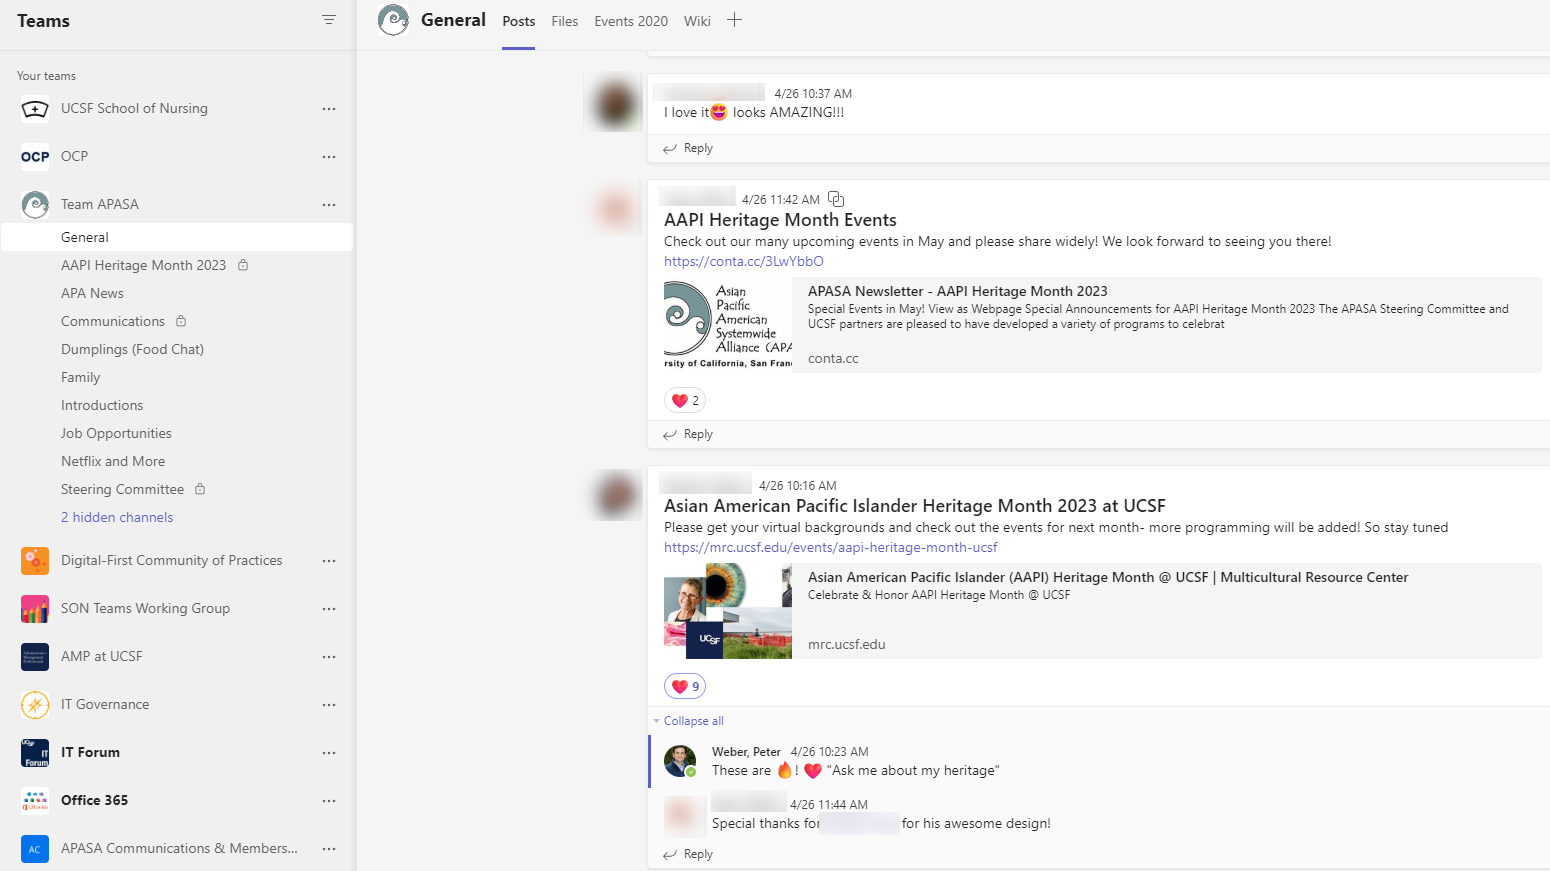 Teams
Your teams
UCSF School of Nursing
OCP
OCP
Team APASA
General
AAPI Heritage Month 2023
APA News
Communications
Dumplings (Food Chat)
Family
Introductions
Job Opportunities
Netflix and More
Steering Committee
2 hidden channels
Digital-First Community of Practices
SON Teams Working Group
AMP at UCSF
IT Governance
UCSF
IT
Forum
IT Forum
Office 365
Office 365
AC
APASA Communications & Members...
General
Posts
Files
Events 2020
Wiki
4/26 10:37 AM
I love it😍 looks AMAZING!!!
Reply
4/26 11:42 AM
AAPI Heritage Month Events
Check out our many upcoming events in May and please share widely! We look forward to seeing you there!
https://conta.cc/3LwYbbO
Asian
Pacific
American
Systemwide
Alliance (APA
rsity of California, San Fran
APASA Newsletter - AAPI Heritage Month 2023
Special Events in May! View as Webpage Special Announcements for AAPI Heritage Month 2023 The APASA Steering Committee and
UCSF partners are pleased to have developed a variety of programs to celebrat
conta.cc
❤️ 2
Reply
4/26 10:16 AM
Asian American Pacific Islander Heritage Month 2023 at UCSF
Please get your virtual backgrounds and check out the events for next month- more programming will be added! So stay tuned
https://mrc.ucsf.edu/events/aapi-heritage-month-ucsf
UCSF
Asian American Pacific Islander (AAPI) Heritage Month @ UCSF | Multicultural Resource Center
Celebrate & Honor AAPI Heritage Month @ UCSF
mrc.ucsf.edu
❤️ 9
Collapse all
Weber, Peter 4/26 10:23 AM
These are 🔥! ❤️ "Ask me about my heritage"
4/26 11:44 AM
Special thanks for for his awesome design!
Reply